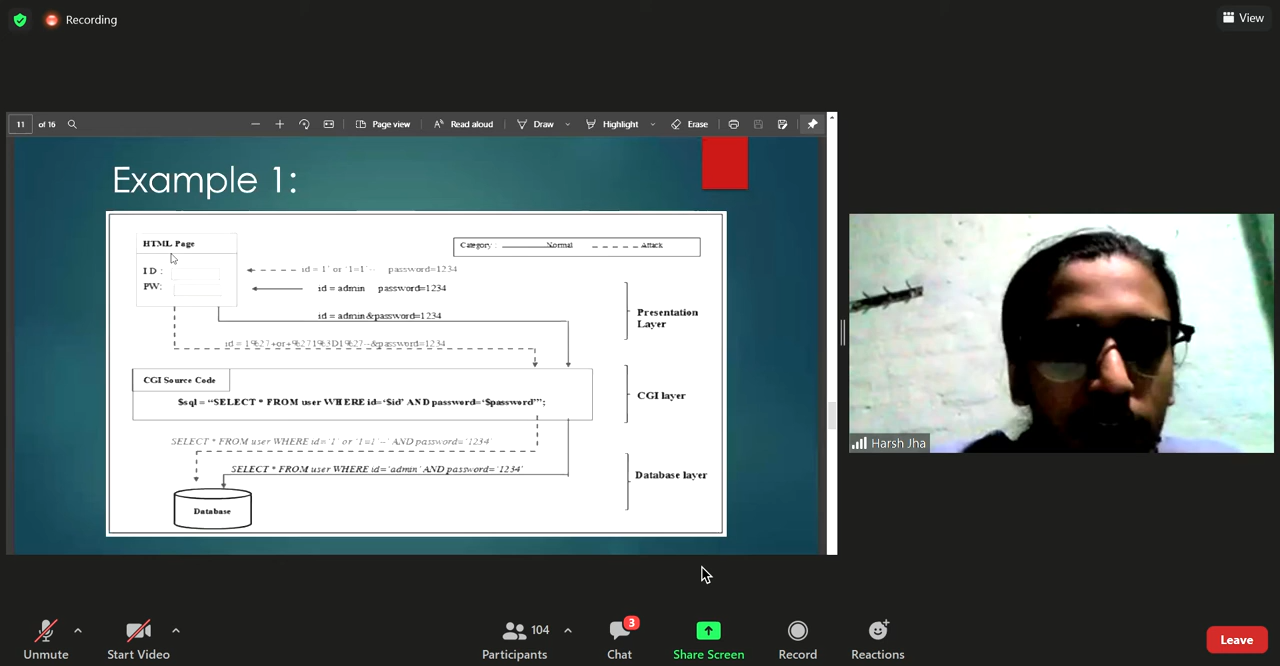 Recording
View
11 of 16
Page view
Read aloud
Draw
Highlight
Erase
Example 1:
HTML Page
Category : Normal Attack
ID :
id = 1' or '1=1'-- password=1234
PW:
id = admin password=1234
Presentation
Layer
id = admin&password=1234
id = 1%27+or+%271%3D1%27--&password=1234
CGI Source Code
$sql = “SELECT * FROM user WHERE id=‘$id’ AND password=‘$password’”;
CGI layer
SELECT * FROM user WHERE id=‘1’ or ‘1=1’--’ AND password=‘1234’
SELECT * FROM user WHERE id=‘admin’ AND password=‘1234’
Database layer
Database
Harsh Jha
Unmute
Start Video
104
Participants
3
Chat
Share Screen
Record
Reactions
Leave